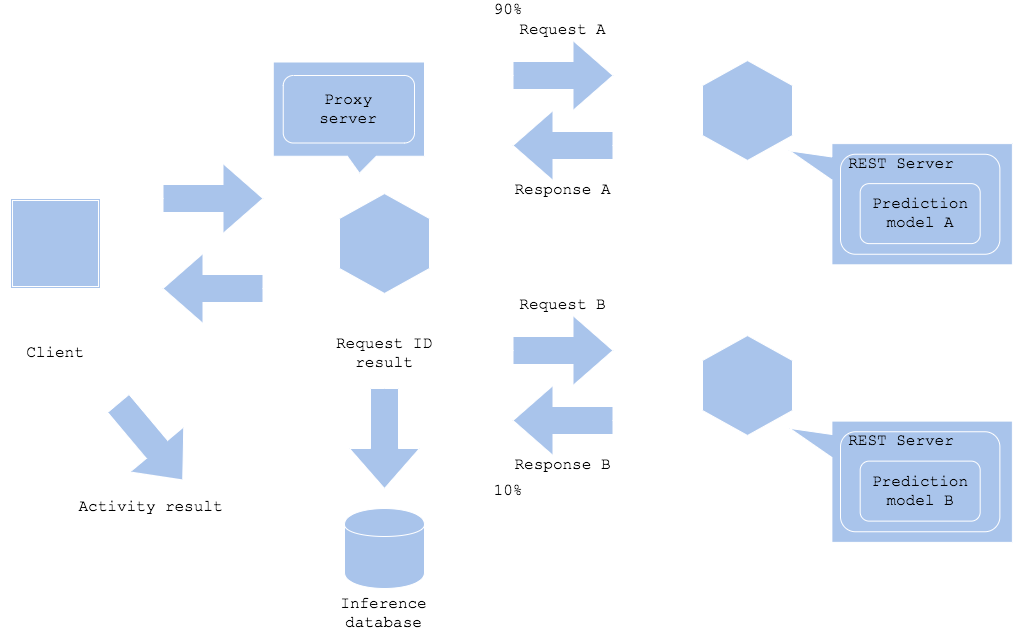 90%
Request A
Proxy
server
Response A
REST Server
Prediction
model A
Client
Request ID
result
Request B
Response B
10%
REST Server
Prediction
model B
Activity result
Inference
database